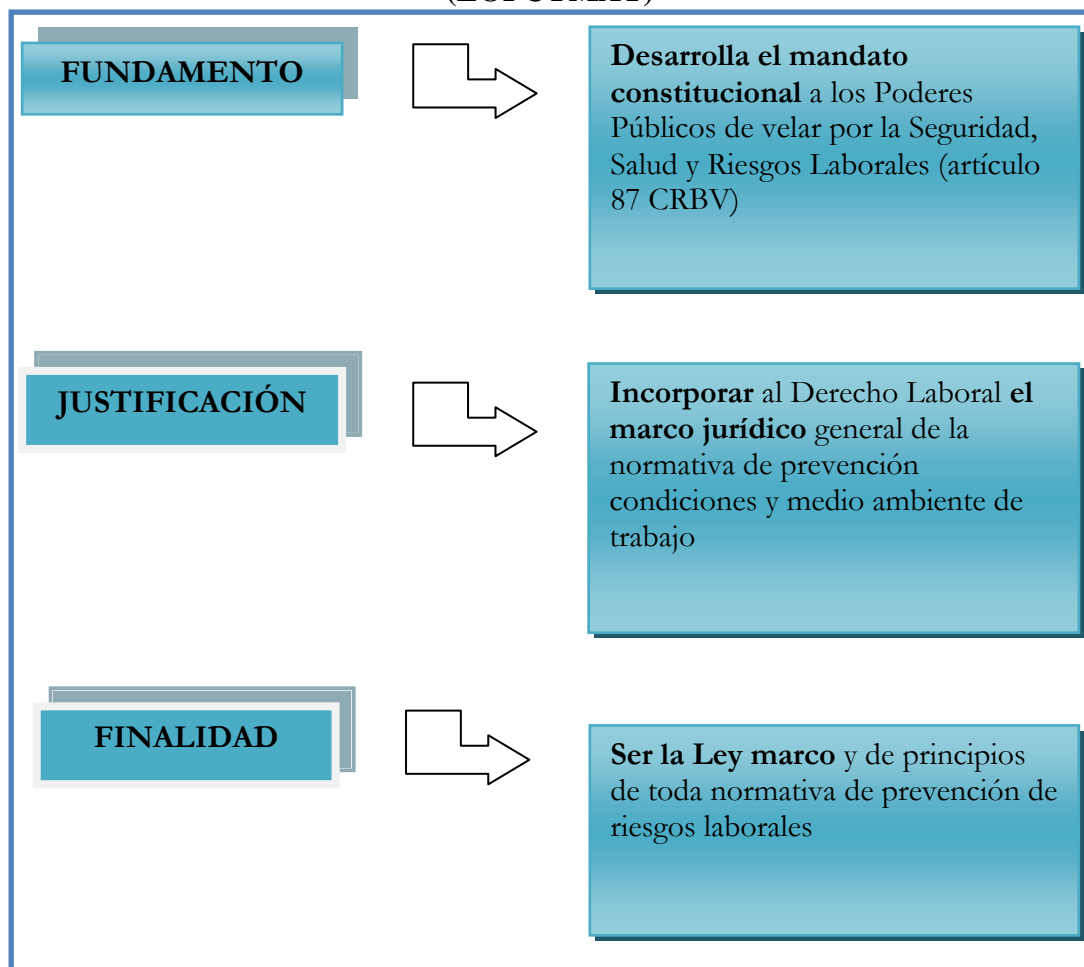 FUNDAMENTO
Desarrolla el mandato
constitucional a los Poderes
Públicos de velar por la Seguridad,
Salud y Riesgos Laborales (artículo
87 CRBV)
JUSTIFICACIÓN
Incorporar al Derecho Laboral el
marco jurídico general de la
normativa de prevención
condiciones y medio ambiente de
trabajo
FINALIDAD
Ser la Ley marco y de principios
de toda normativa de prevención de
riesgos laborales